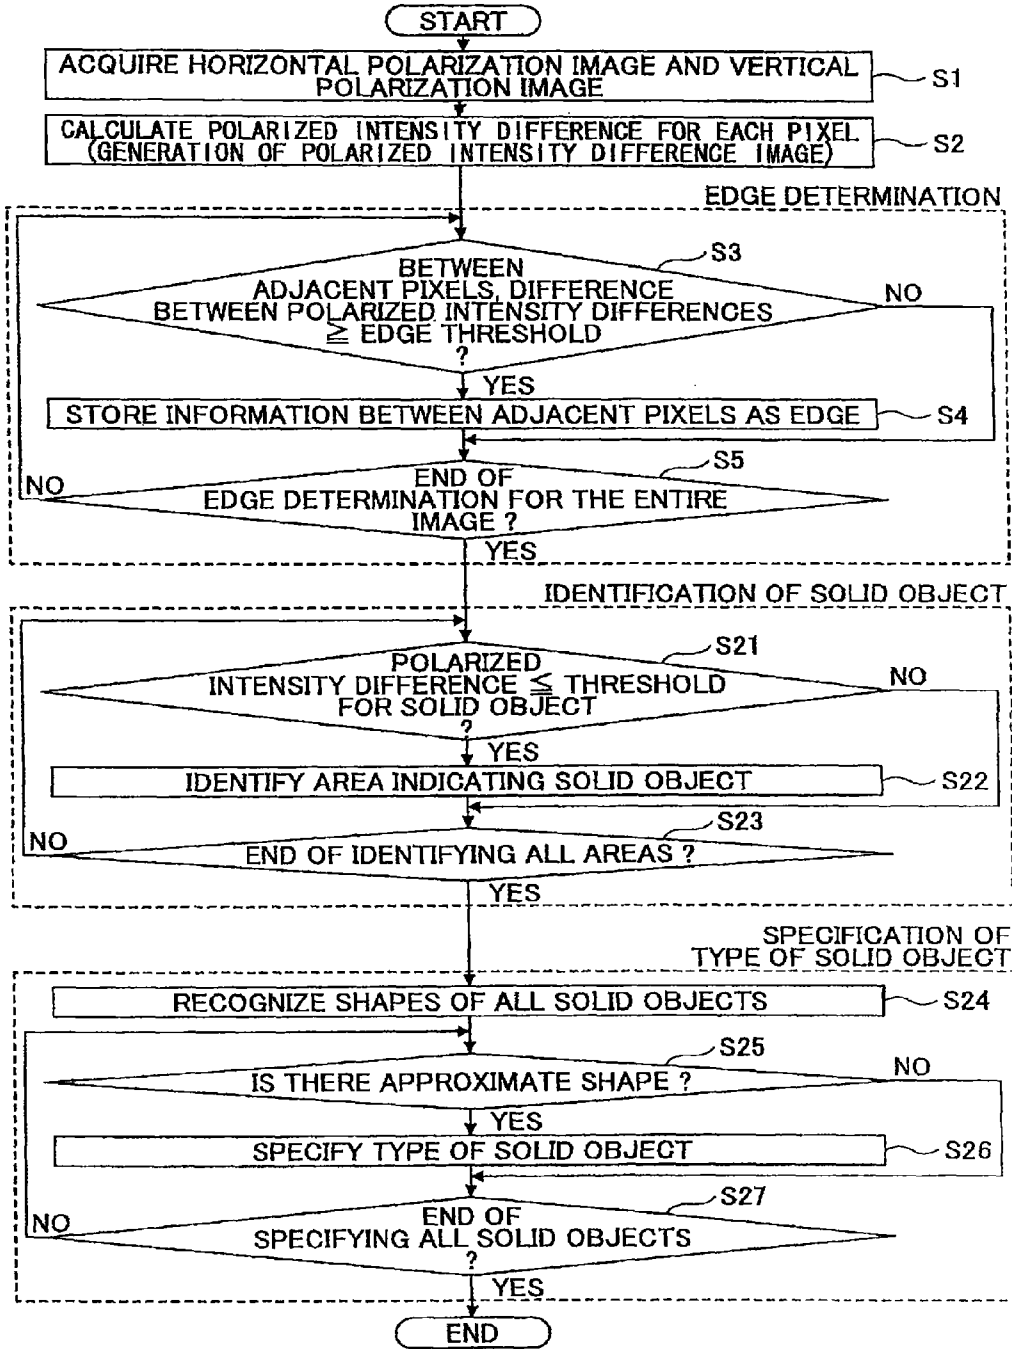 START
ACQUIRE HORIZONTAL POLARIZATION IMAGE AND VERTICAL
POLARIZATION IMAGE
S1
CALCULATE POLARIZED INTENSITY DIFFERENCE FOR EACH PIXEL
(GENERATION OF POLARIZED INTENSITY DIFFERENCE IMAGE)
S2
EDGE DETERMINATION
S3
BETWEEN
ADJACENT PIXELS, DIFFERENCE
BETWEEN POLARIZED INTENSITY DIFFERENCES
≧ EDGE THRESHOLD
?
NO
YES
STORE INFORMATION BETWEEN ADJACENT PIXELS AS EDGE
S4
S5
END OF
EDGE DETERMINATION FOR THE ENTIRE
IMAGE ?
NO
YES
IDENTIFICATION OF SOLID OBJECT
S21
POLARIZED
INTENSITY DIFFERENCE ≦ THRESHOLD
FOR SOLID OBJECT
?
NO
YES
IDENTIFY AREA INDICATING SOLID OBJECT
S22
S23
END OF IDENTIFYING ALL AREAS ?
NO
YES
SPECIFICATION OF
TYPE OF SOLID OBJECT
RECOGNIZE SHAPES OF ALL SOLID OBJECTS
S24
S25
IS THERE APPROXIMATE SHAPE ?
NO
YES
SPECIFY TYPE OF SOLID OBJECT
S26
S27
END OF
SPECIFYING ALL SOLID OBJECTS
?
NO
YES
END